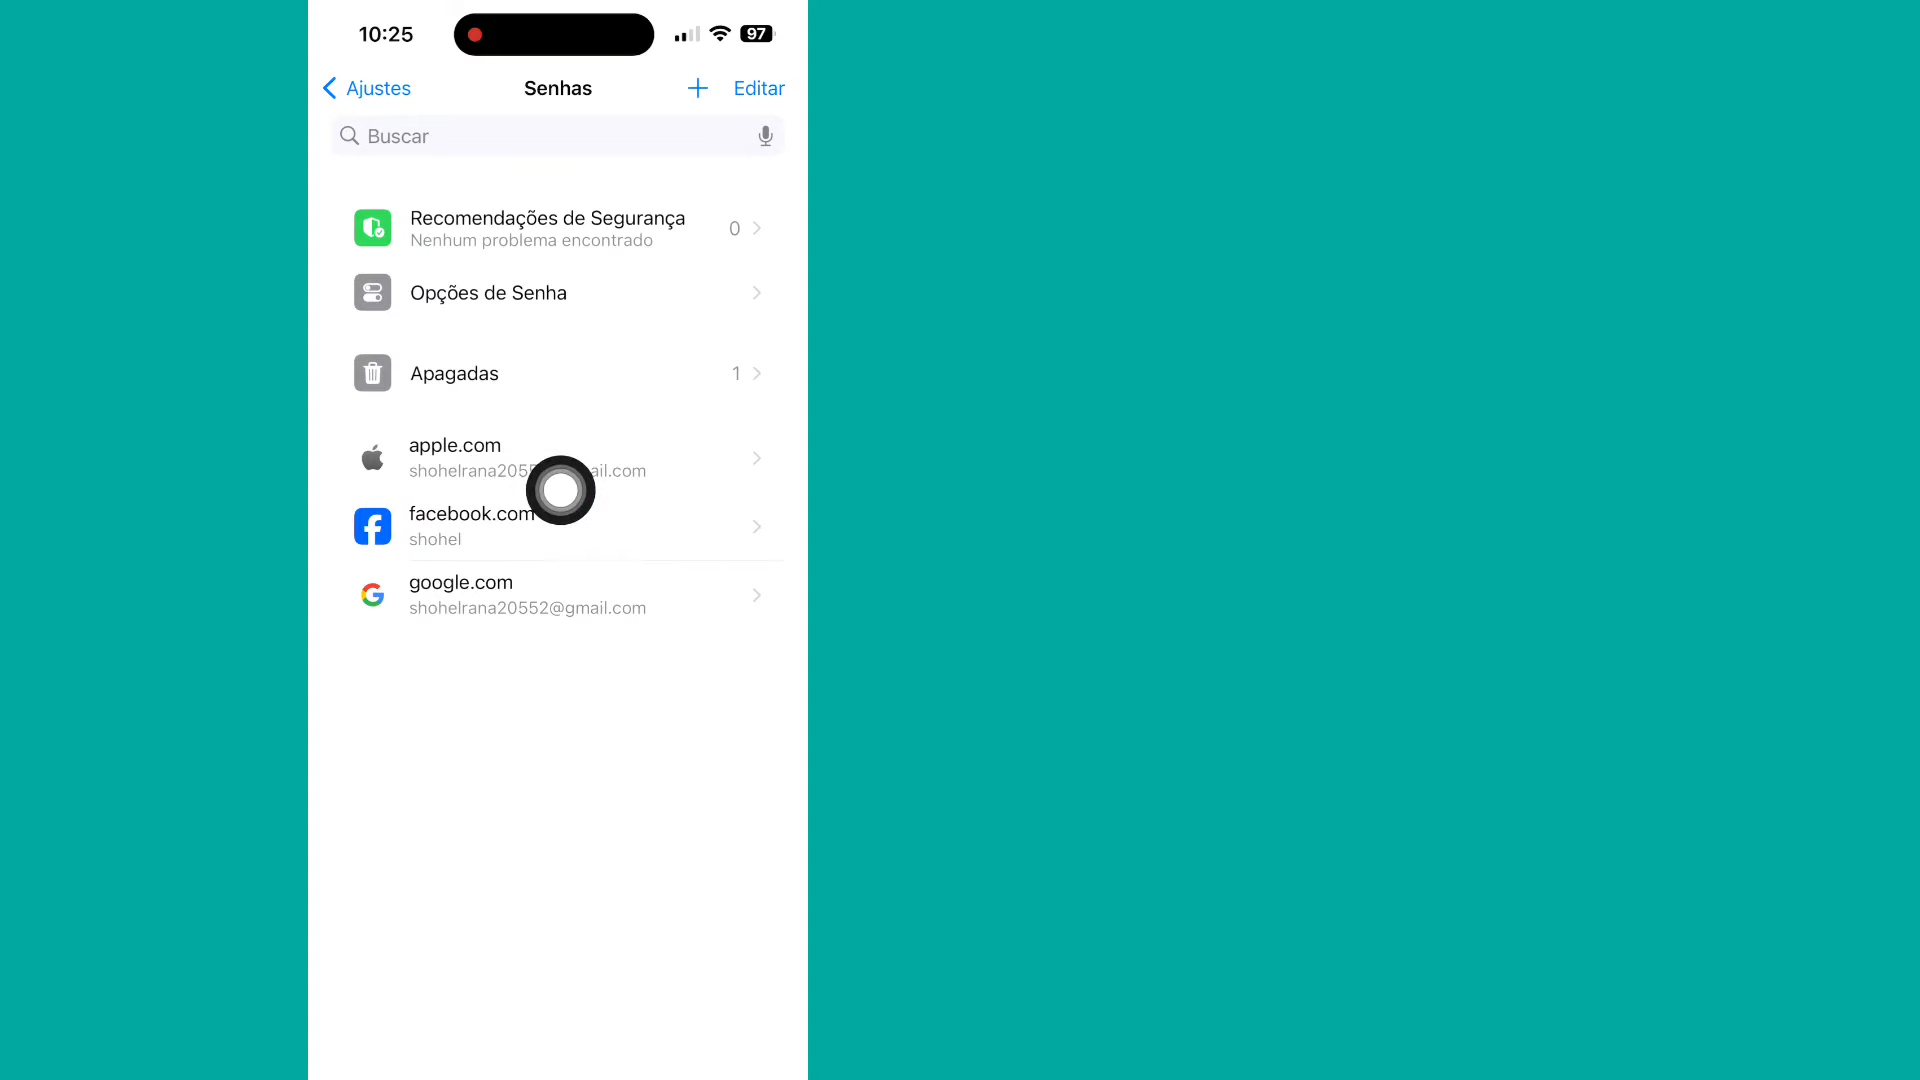 10:25
97
Ajustes
Senhas
Editar
Buscar
Recomendações de Segurança
Nenhum problema encontrado
0
Opções de Senha
Apagadas
1
apple.com
shohelrana205 ail.com
facebook.com
shohel
google.com
shohelrana20552@gmail.com